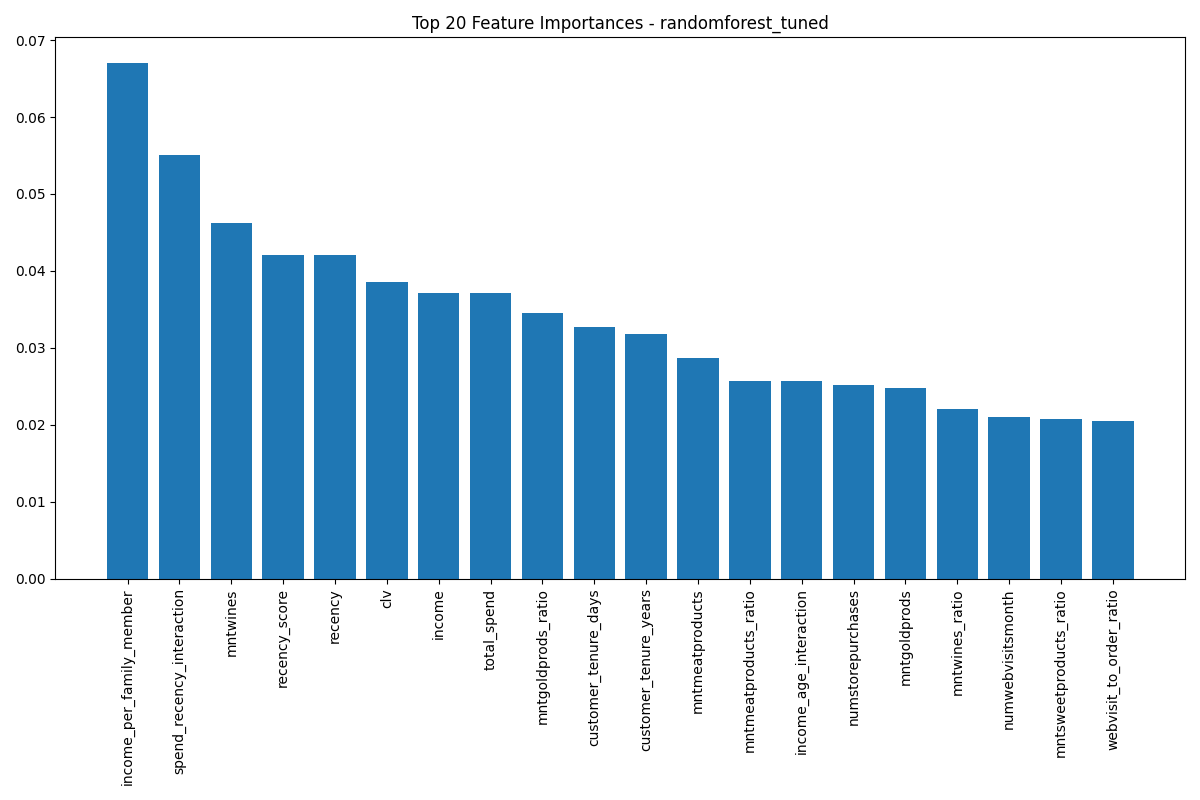 Top 20 Feature Importances - randomforest_tuned
0.07
0.06
0.05
0.04
0.03
0.02
0.01
0.00
income_per_family_member
spend_recency_interaction
mntwines
recency_score
recency
clv
income
total_spend
mntgoldprods_ratio
customer_tenure_days
customer_tenure_years
mntmeatproducts
mntmeatproducts_ratio
income_age_interaction
numstorepurchases
mntgoldprods
mntwines_ratio
numwebvisitsmonth
mntsweetproducts_ratio
webvisit_to_order_ratio